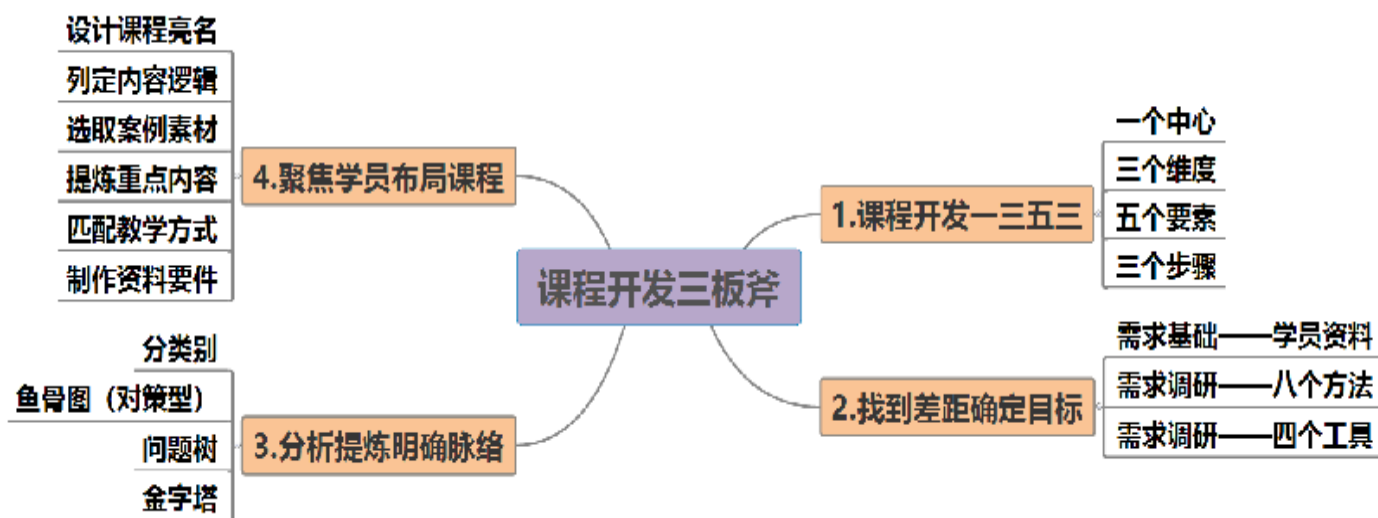 课程开发三板斧
1.课程开发一三五三
一个中心
三个维度
五个要素
三个步骤
2.找到差距确定目标
需求基础——学员资料
需求调研——八个方法
需求调研——四个工具
3.分析提炼明确脉络
分类别
鱼骨图（对策型）
问题树
金字塔
4.聚焦学员布局课程
设计课程亮名
列定内容逻辑
选取案例素材
提炼重点内容
匹配教学方式
制作资料要件